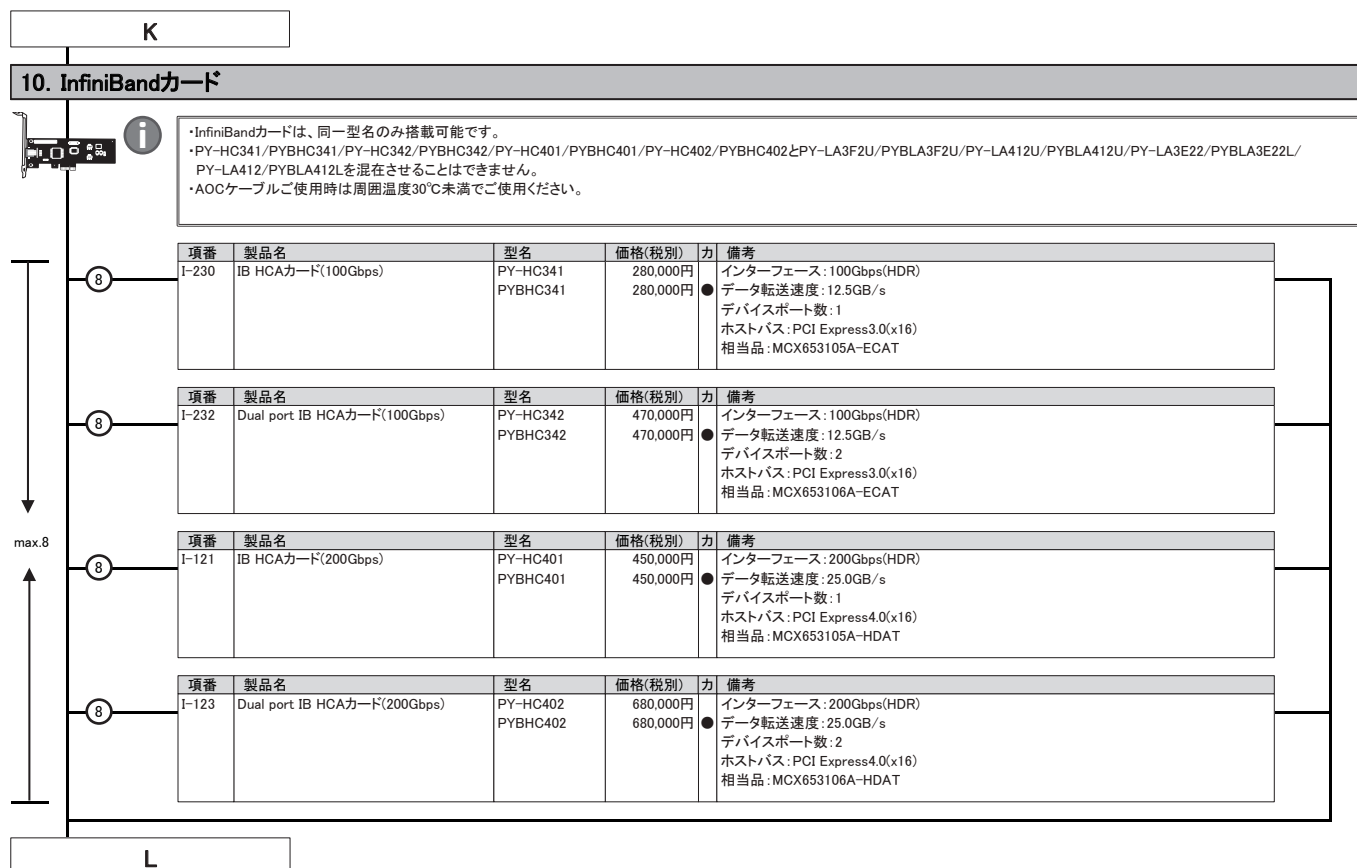 K
10. InfiniBandカード
i
・InfiniBandカードは、同一型名のみ搭載可能です。
・PY-HC341/PYBHC341/PY-HC342/PYBHC342/PY-HC401/PYBHC401/PY-HC402/PYBHC402とPY-LA3F2U/PYBLA3F2U/PY-LA412U/PYBLA412U/PY-LA3E22/PYBLA3E22L/
PY-LA412/PYBLA412Lを混在させることはできません。
・AOCケーブルご使用時は周囲温度30℃未満でご使用ください。
項番 製品名 型名 価格(税別) カ 備考
8 I-230 IB HCAカード(100Gbps) PY-HC341 280,000円 インターフェース:100Gbps(HDR)
PYBHC341 280,000円 ● データ転送速度:12.5GB/s
デバイスポート数:1
ホストバス:PCI Express3.0(x16)
相当品:MCX653105A-ECAT
項番 製品名 型名 価格(税別) カ 備考
8 I-232 Dual port IB HCAカード(100Gbps) PY-HC342 470,000円 インターフェース:100Gbps(HDR)
PYBHC342 470,000円 ● データ転送速度:12.5GB/s
デバイスポート数:2
ホストバス:PCI Express3.0(x16)
相当品:MCX653106A-ECAT
max.8
項番 製品名 型名 価格(税別) カ 備考
8 I-121 IB HCAカード(200Gbps) PY-HC401 450,000円 インターフェース:200Gbps(HDR)
PYBHC401 450,000円 ● データ転送速度:25.0GB/s
デバイスポート数:1
ホストバス:PCI Express4.0(x16)
相当品:MCX653105A-HDAT
項番 製品名 型名 価格(税別) カ 備考
8 I-123 Dual port IB HCAカード(200Gbps) PY-HC402 680,000円 インターフェース:200Gbps(HDR)
PYBHC402 680,000円 ● データ転送速度:25.0GB/s
デバイスポート数:2
ホストバス:PCI Express4.0(x16)
相当品:MCX653106A-HDAT
L